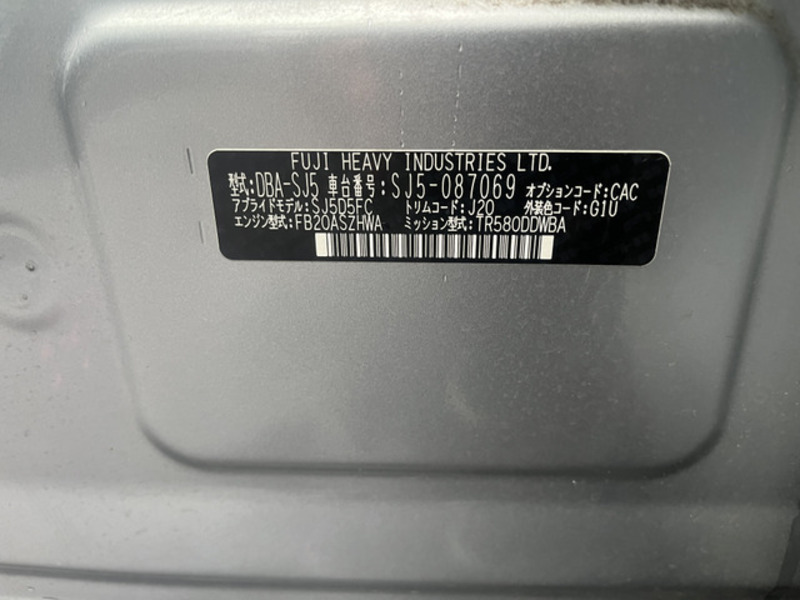 FUJI HEAVY INDUSTRIES LTD.
型式:DBA-SJ5 車台番号:SJ5-087069 オプションコード:CAC
アプライドモデル:SJ5D5FC トリムコード:J20 外装色コード:G1U
エンジン型式:FB20ASZHWA ミッション型式:TR580DDWBA